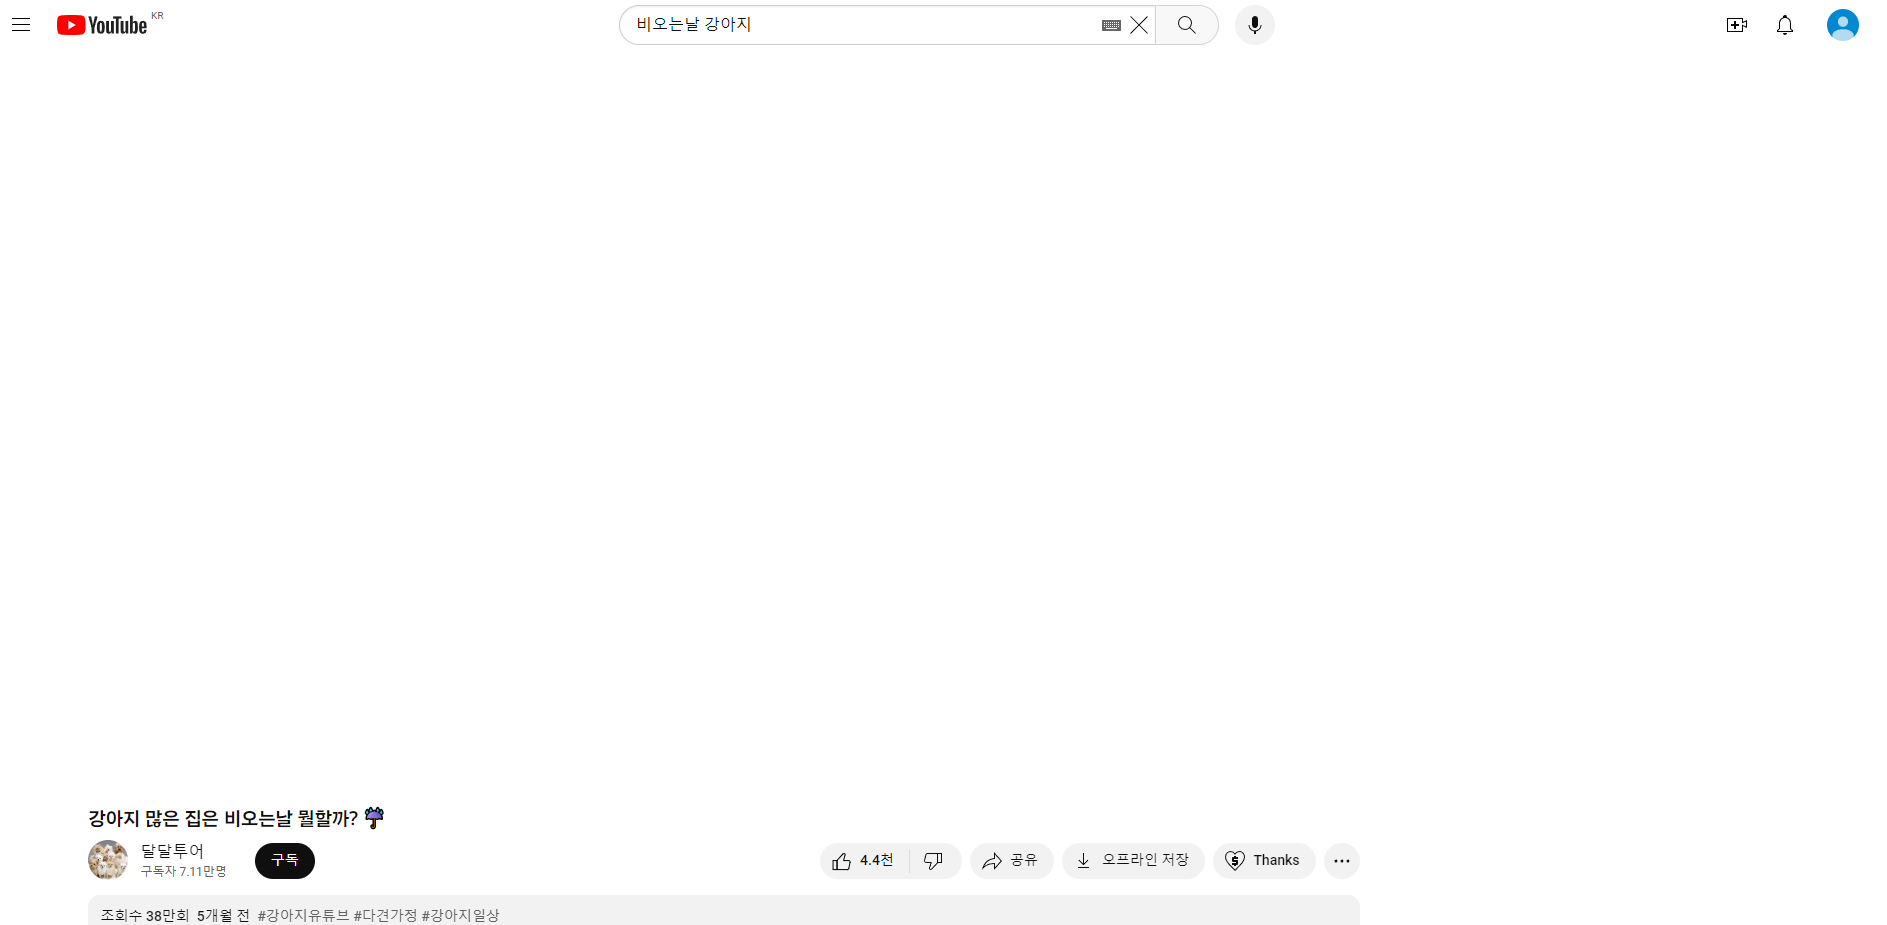 YouTube KR
비오는날 강아지
강아지 많은 집은 비오는날 뭘할까? ☔
달달투어
구독자 7.11만명
구독
4.4천
공유
오프라인 저장
Thanks
조회수 38만회 5개월 전 #강아지유튜브 #다견가정 #강아지일상